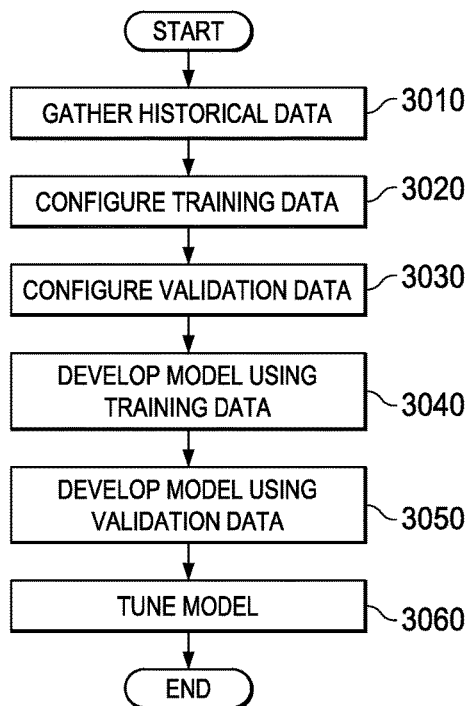 START
GATHER HISTORICAL DATA
3010
CONFIGURE TRAINING DATA
3020
CONFIGURE VALIDATION DATA
3030
DEVELOP MODEL USING
TRAINING DATA
3040
DEVELOP MODEL USING
VALIDATION DATA
3050
TUNE MODEL
3060
END